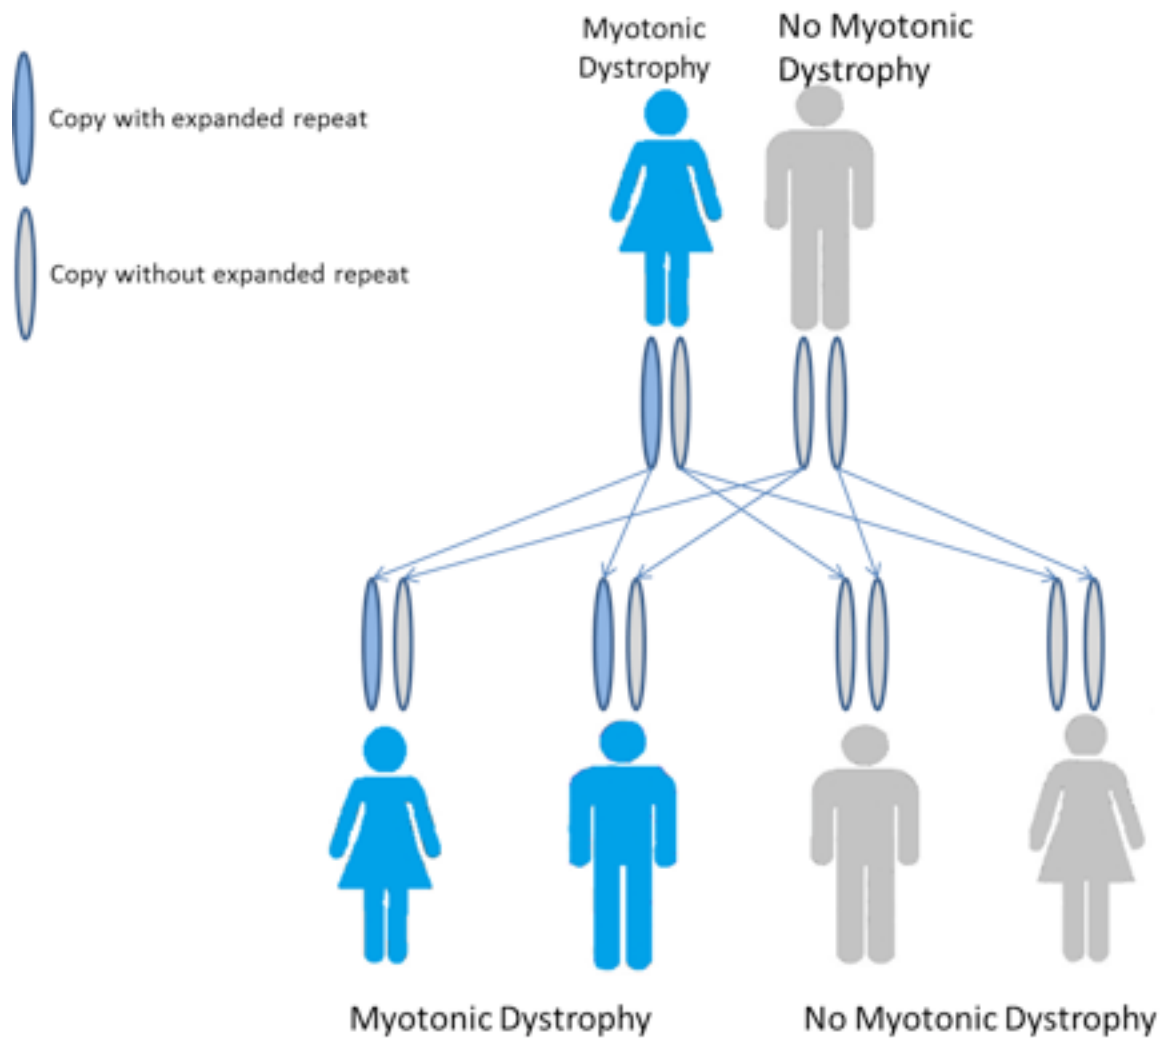 Myotonic
Dystrophy
No Myotonic
Dystrophy
Copy with expanded repeat
Copy without expanded repeat
Myotonic Dystrophy
No Myotonic Dystrophy